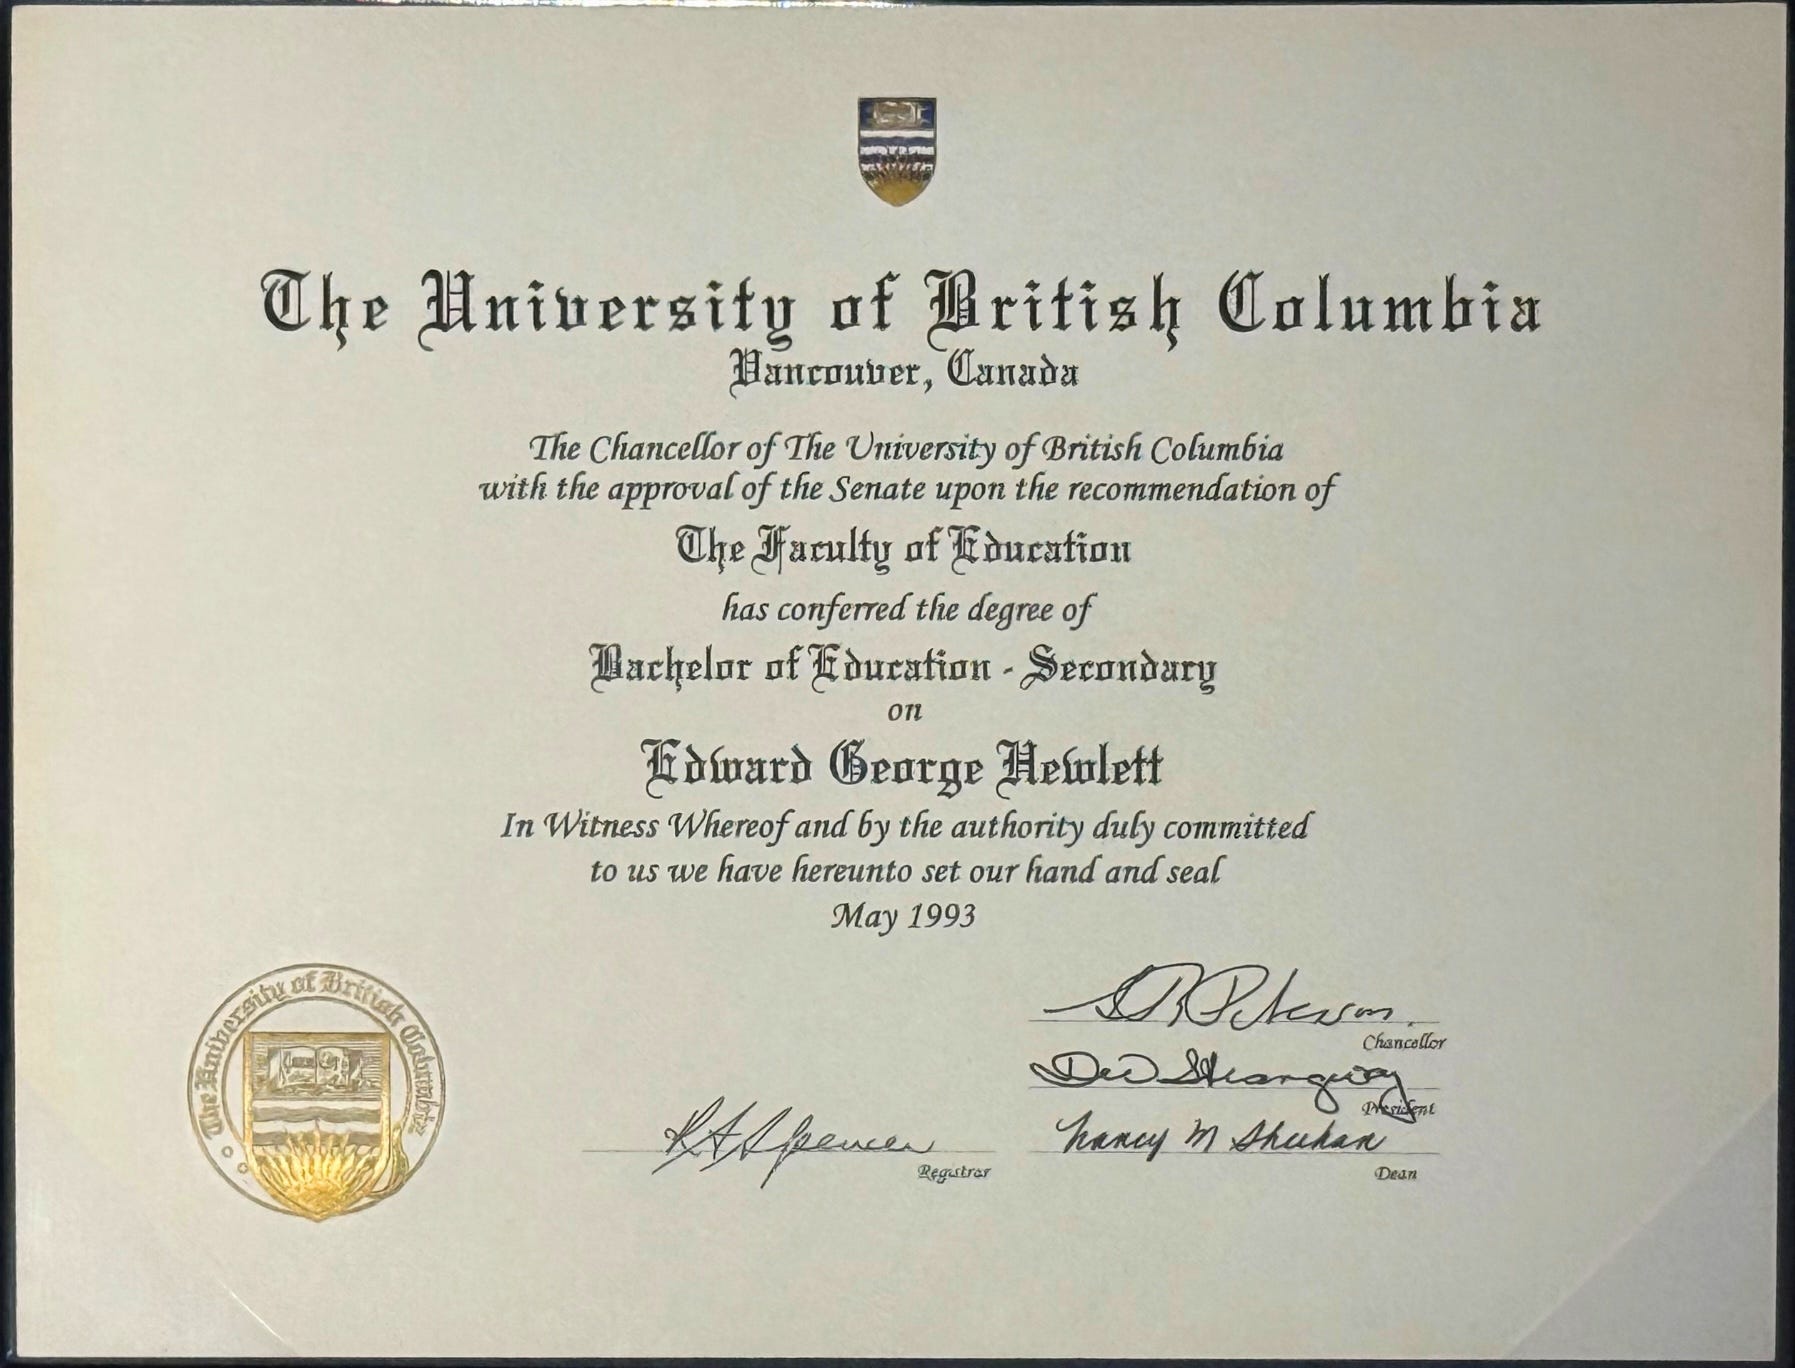 The University of British Columbia
Vancouver, Canada
The Chancellor of The University of British Columbia
with the approval of the Senate upon the recommendation of
The Faculty of Education
has conferred the degree of
Bachelor of Education - Secondary
on
Edward George Hewlett
In Witness Whereof and by the authority duly committed
to us we have hereunto set our hand and seal
May 1993
The University of British Columbia
S R Peterson.
Chancellor
D W Strangway
President
R A Spencer
Registrar
Nancy M Sheehan
Dean